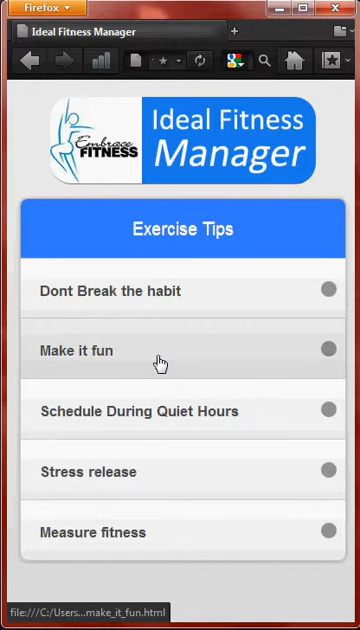 Firefox
Ideal Fitness Manager
Embrace
FITNESS
Ideal Fitness
Manager
Exercise Tips
Dont Break the habit
Make it fun
Schedule During Quiet Hours
Stress release
Measure fitness
file:///C:/Users...make_it_fun.html